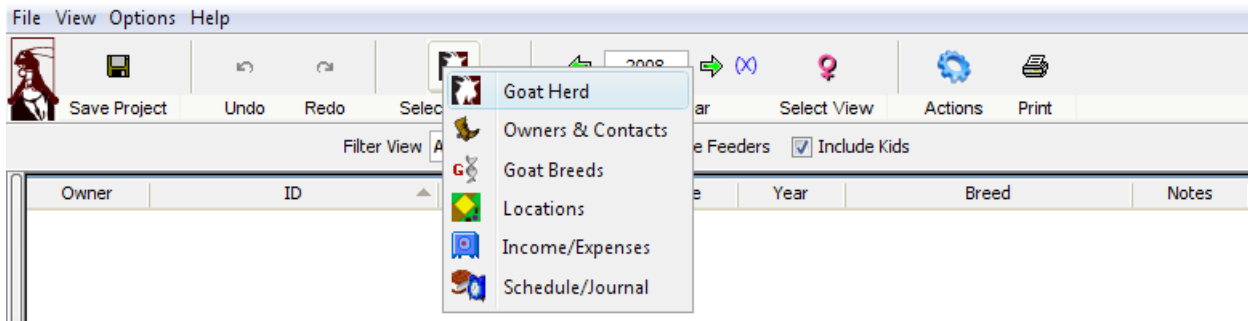 File View Options Help
2008 (X)
Save Project Undo Redo Selec ar Select View Actions Print
Filter View A e Feeders Include Kids
Owner ID e Year Breed Notes
Goat Herd
Owners & Contacts
G Goat Breeds
Locations
Income/Expenses
Schedule/Journal